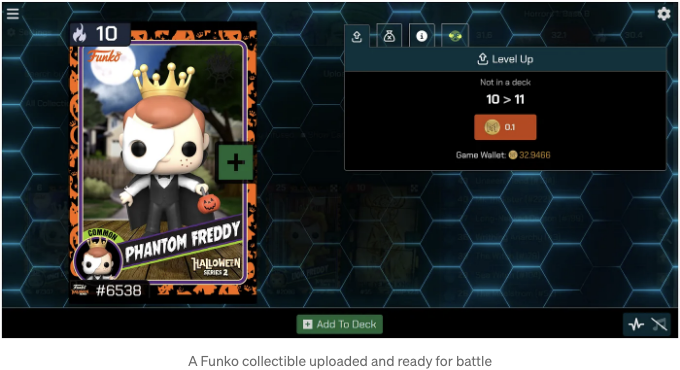 10
Funko
COMMON
PHANTOM FREDDY
HALLOWEEN
SERIES 2
Funko
#6538
Level Up
Not in a deck
10 > 11
0.1
Game Wallet: 32.9466
Add To Deck
A Funko collectible uploaded and ready for battle